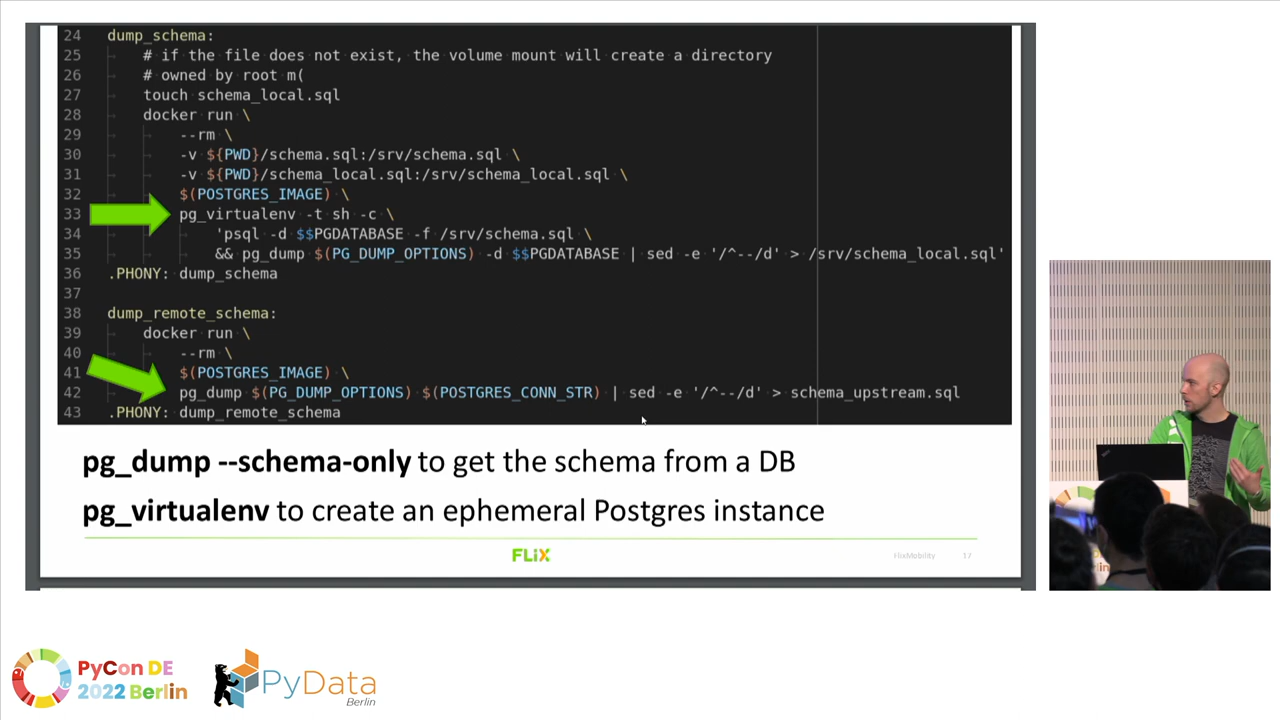 24 dump_schema:
25 # if the file does not exist, the volume mount will create a directory
26 # owned by root m(
27 touch schema_local.sql
28 docker run \
29 --rm \
30 -v ${PWD}/schema.sql:/srv/schema.sql \
31 -v ${PWD}/schema_local.sql:/srv/schema_local.sql \
32 $(POSTGRES_IMAGE) \
33 pg_virtualenv -t sh -c \
34 'psql -d $$PGDATABASE -f /srv/schema.sql \
35 && pg_dump $(PG_DUMP_OPTIONS) -d $$PGDATABASE | sed -e '/^--/d' > /srv/schema_local.sql'
36 .PHONY: dump_schema
37
38 dump_remote_schema:
39 docker run \
40 --rm \
41 $(POSTGRES_IMAGE) \
42 pg_dump $(PG_DUMP_OPTIONS) $(POSTGRES_CONN_STR) | sed -e '/^--/d' > schema_upstream.sql
43 .PHONY: dump_remote_schema
pg_dump --schema-only to get the schema from a DB
pg_virtualenv to create an ephemeral Postgres instance
FLiX
FlixMobility 17
PyCon DE
2022 Berlin
PyData
Berlin